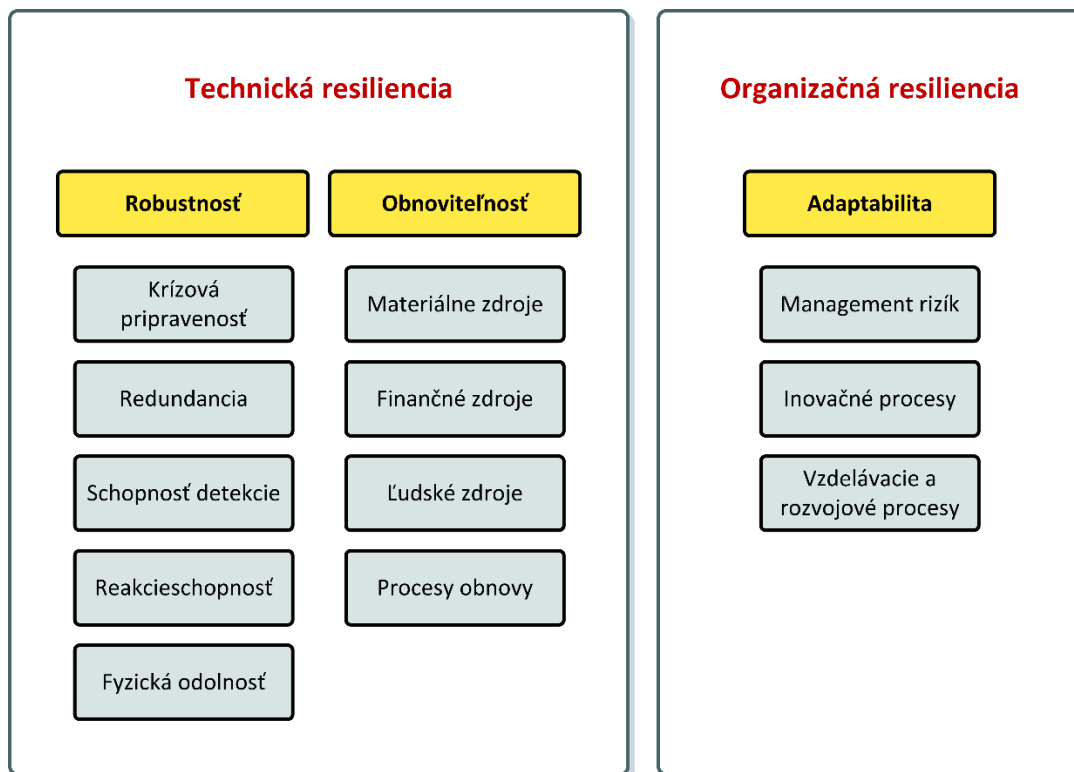 Technická resiliencia
Robustnosť
Krízová
pripravenosť
Redundancia
Schopnosť detekcie
Reakcieschopnosť
Fyzická odolnosť
Obnoviteľnosť
Materiálne zdroje
Finančné zdroje
Ľudské zdroje
Procesy obnovy
Organizačná resiliencia
Adaptabilita
Management rizík
Inovačné procesy
Vzdelávacie a
rozvojové procesy